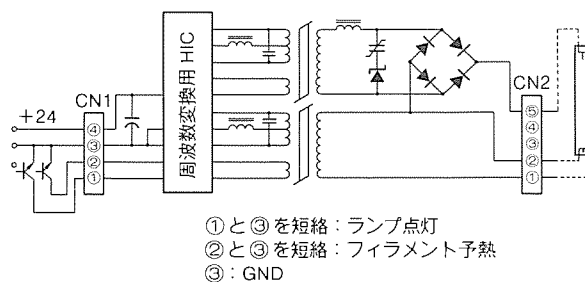 +24
CN1
④
③
②
①
周波数変換用 HIC
CN2
⑤
④
③
②
①
①と③を短絡：ランプ点灯
②と③を短絡：フィラメント予熱
③：GND